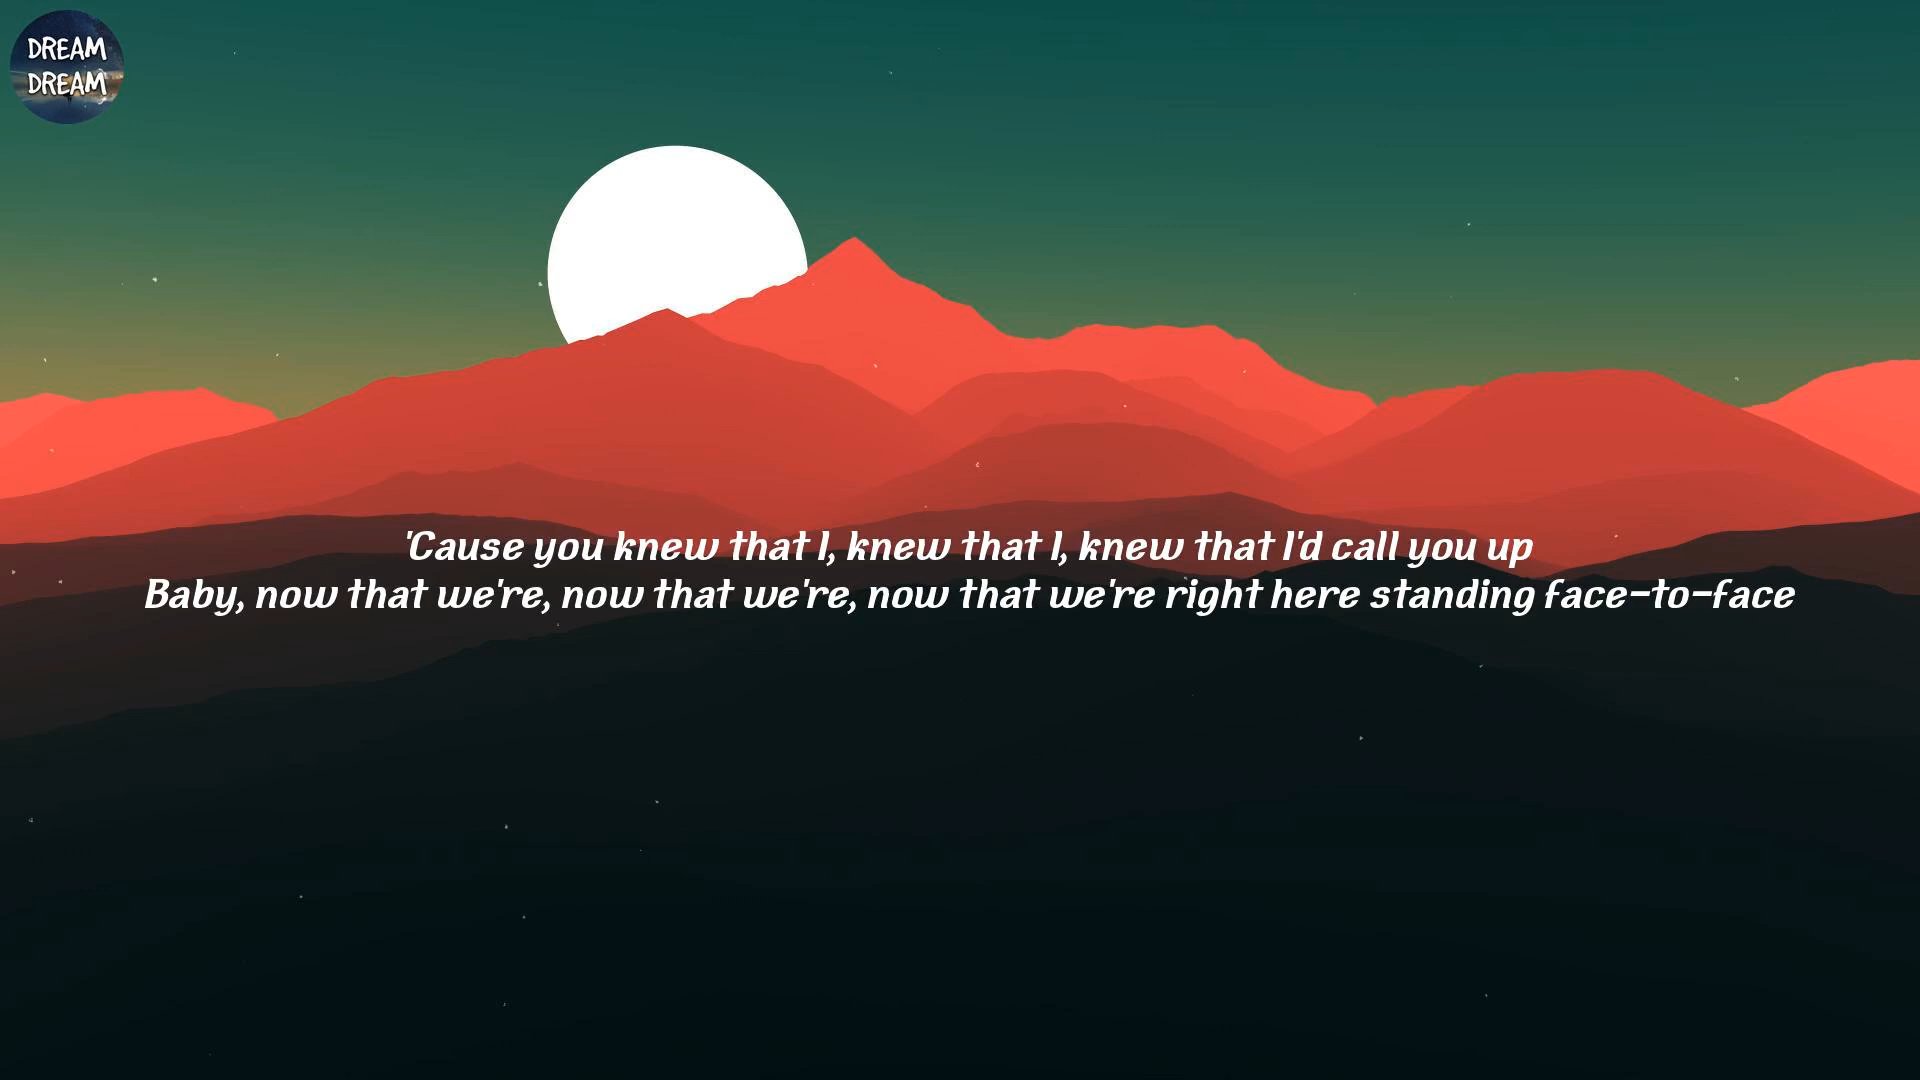 DREAM
DREAM
'Cause you knew that I, knew that I, knew that I'd call you up
Baby, now that we're, now that we're, now that we're right here standing face-to-face